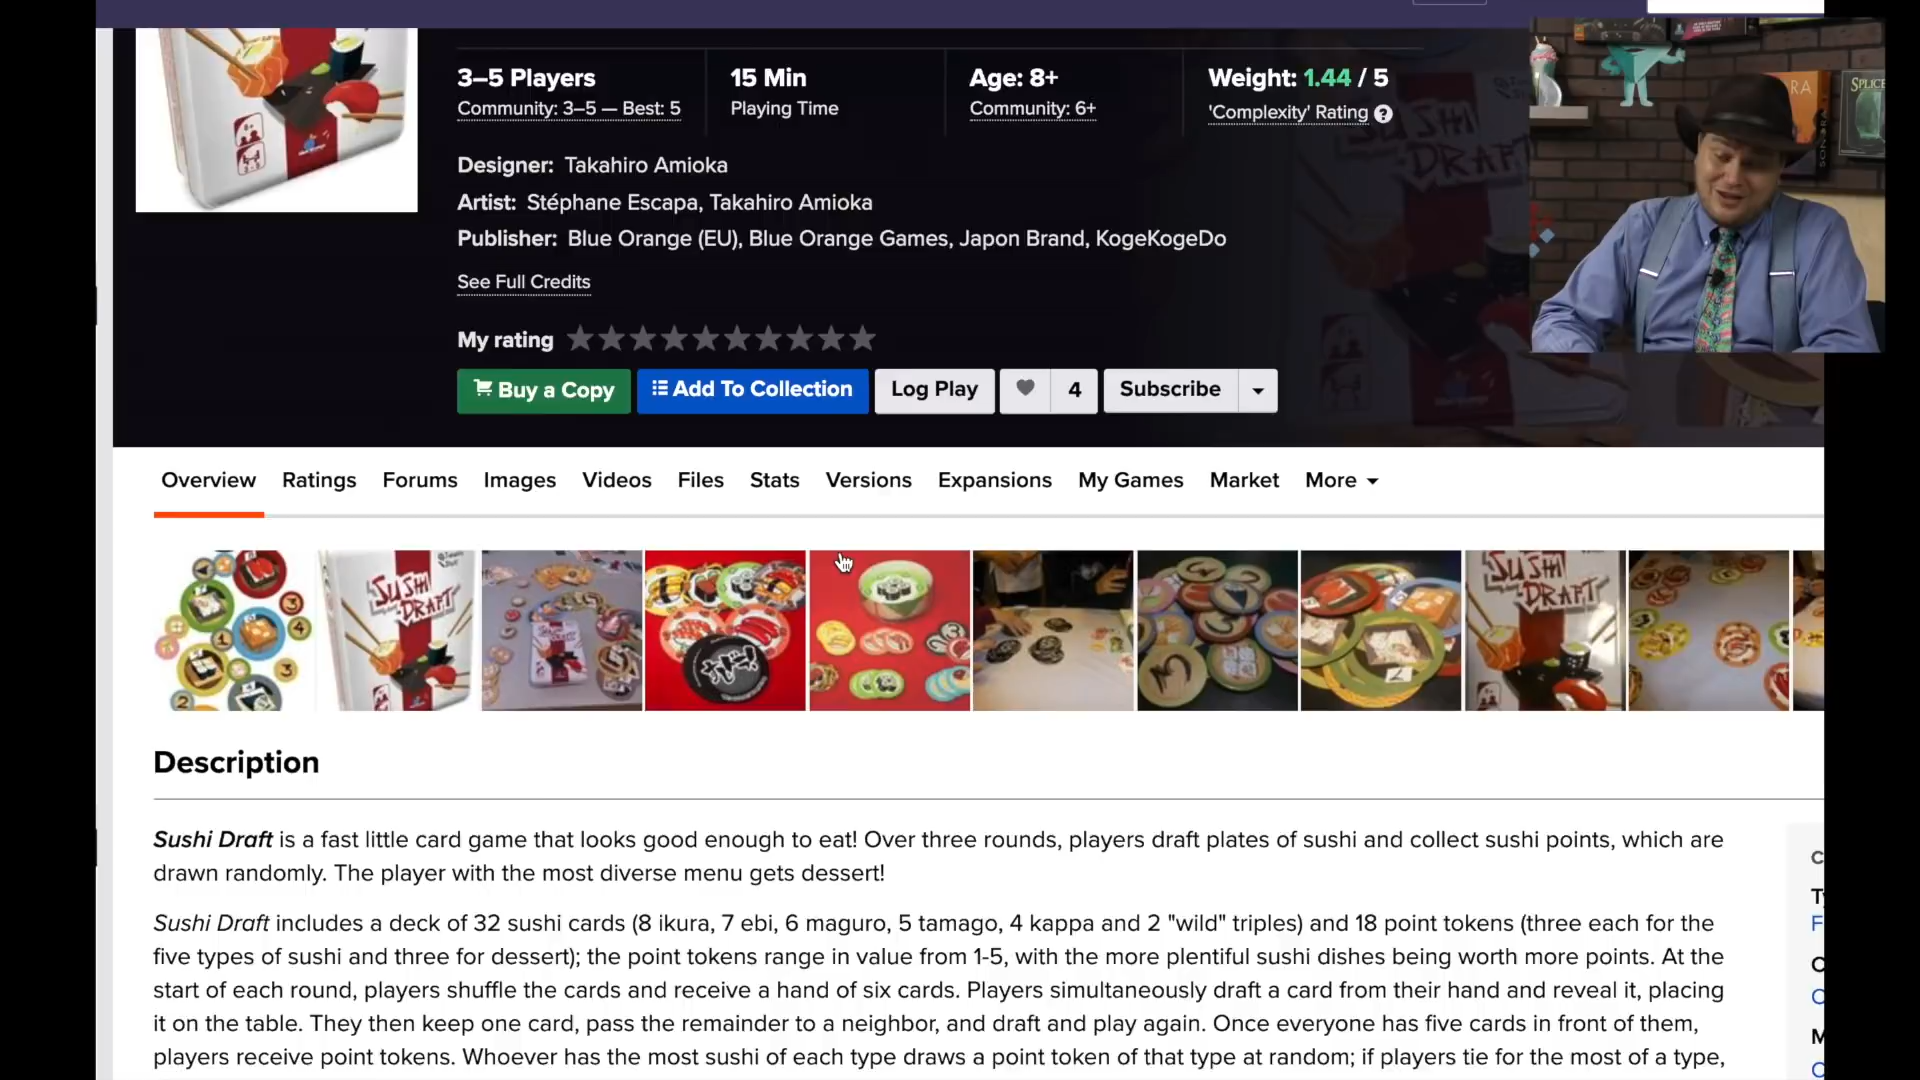 3–5 Players
Community: 3–5 — Best: 5
15 Min
Playing Time
Age: 8+
Community: 6+
Weight: 1.44 / 5
'Complexity' Rating ?
SPLICE
RA
SONORA
SUSHI
DRAFT
Designer: Takahiro Amioka
Artist: Stéphane Escapa, Takahiro Amioka
Publisher: Blue Orange (EU), Blue Orange Games, Japon Brand, KogeKogeDo
See Full Credits
My rating
Buy a Copy
Add To Collection
Log Play
4
Subscribe
Overview
Ratings
Forums
Images
Videos
Files
Stats
Versions
Expansions
My Games
Market
More
SUSHI
DRAFT
SUSHI
DRAFT
Description
Sushi Draft is a fast little card game that looks good enough to eat! Over three rounds, players draft plates of sushi and collect sushi points, which are
drawn randomly. The player with the most diverse menu gets dessert!
Sushi Draft includes a deck of 32 sushi cards (8 ikura, 7 ebi, 6 maguro, 5 tamago, 4 kappa and 2 "wild" triples) and 18 point tokens (three each for the
five types of sushi and three for dessert); the point tokens range in value from 1-5, with the more plentiful sushi dishes being worth more points. At the
start of each round, players shuffle the cards and receive a hand of six cards. Players simultaneously draft a card from their hand and reveal it, placing
it on the table. They then keep one card, pass the remainder to a neighbor, and draft and play again. Once everyone has five cards in front of them,
players receive point tokens. Whoever has the most sushi of each type draws a point token of that type at random; if players tie for the most of a type,